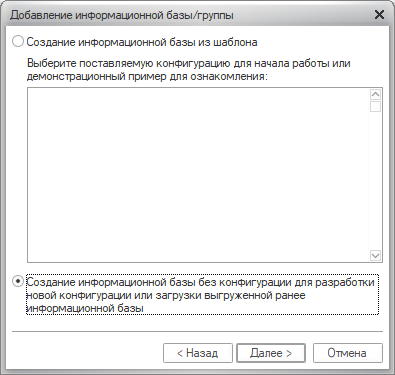 Добавление информационной базы/группы
Создание информационной базы из шаблона
Выберите поставляемую конфигурацию для начала работы или
демонстрационный пример для ознакомления:
Создание информационной базы без конфигурации для разработки
новой конфигурации или загрузки выгруженной ранее
информационной базы
< Назад
Далее >
Отмена